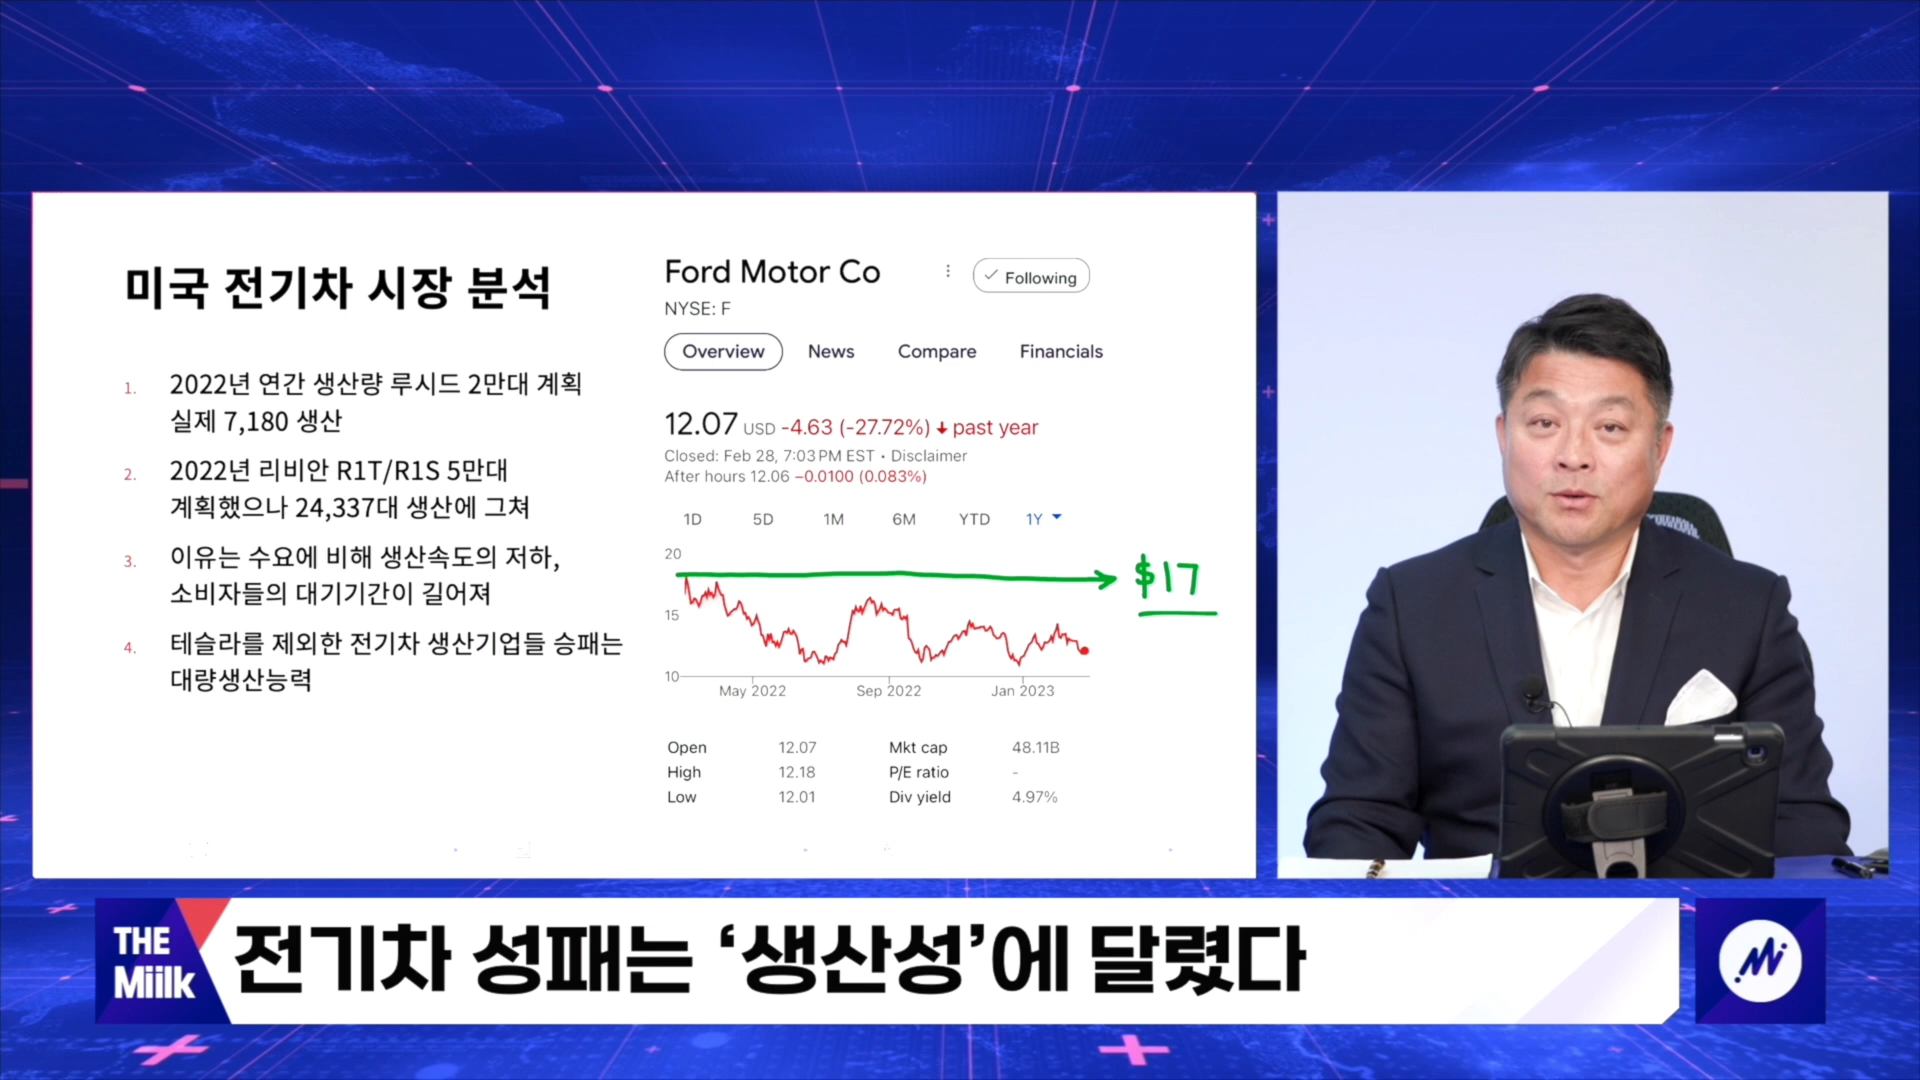 미국 전기차 시장 분석
1. 2022년 연간 생산량 루시드 2만대 계획
실제 7,180 생산
2. 2022년 리비안 R1T/R1S 5만대
계획했으나 24,337대 생산에 그쳐
3. 이유는 수요에 비해 생산속도의 저하,
소비자들의 대기기간이 길어져
4. 테슬라를 제외한 전기차 생산기업들 승패는
대량생산능력
Ford Motor Co
Following
NYSE: F
Overview News Compare Financials
12.07 USD -4.63 (-27.72%) past year
Closed: Feb 28, 7:03 PM EST • Disclaimer
After hours 12.06 −0.0100 (0.083%)
1D 5D 1M 6M YTD 1Y
20
$17
15
10
May 2022 Sep 2022 Jan 2023
Open 12.07 Mkt cap 48.11B
High 12.18 P/E ratio -
Low 12.01 Div yield 4.97%
THE
Miilk
전기차 성패는 ‘생산성’에 달렸다